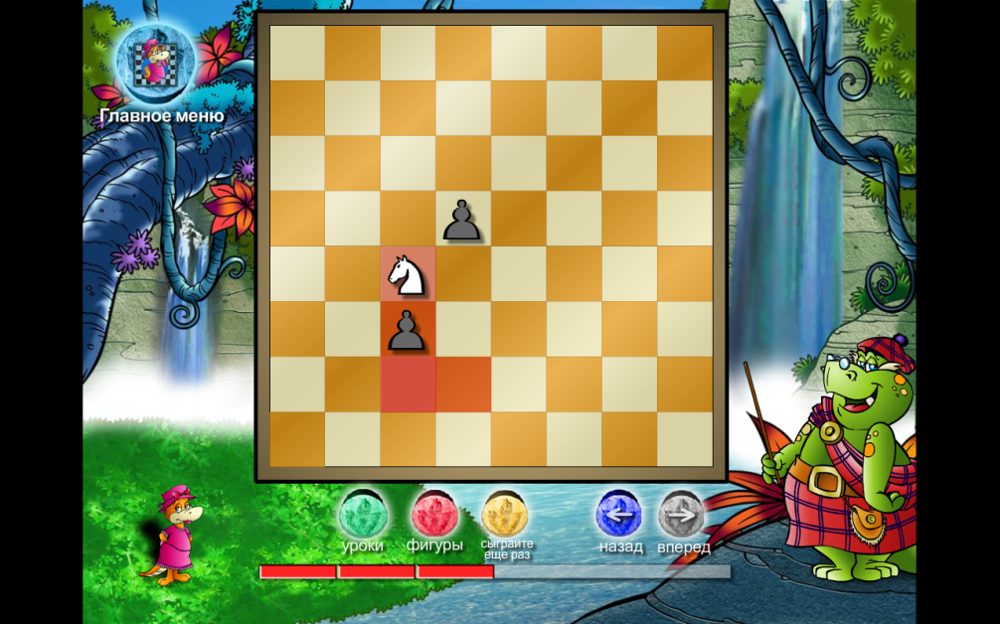 Главное меню
уроки
фигуры
сыграйте
еще раз
назад
вперед